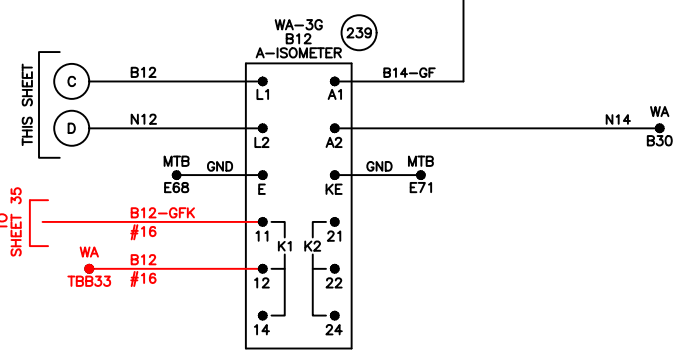 WA-3G
B12
A-ISOMETER
239
THIS SHEET
C
B12
L1
A1
B14-GF
D
N12
L2
A2
N14
WA
B30
MTB
E68
GND
E
KE
GND
MTB
E71
TO
SHEET 35
B12-GFK
#16
11
K1
K2
21
WA
TBB33
B12
#16
12
22
14
24